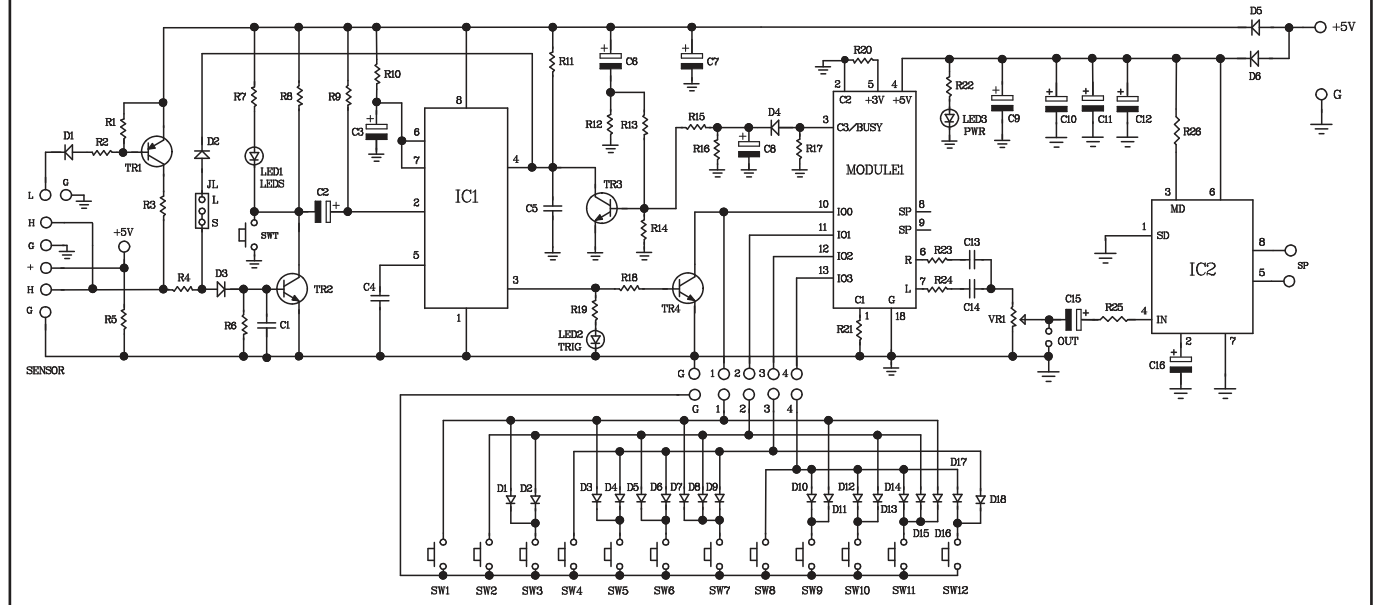 D5
+5V
D6
G
R20
2
5
4
C2
+3V
+5V
R22
LED3
PWR
C9
C10
C11
C12
R26
R7
R8
R9
R10
C3
+
8
6
7
4
2
5
3
1
IC1
R11
C6
+
C7
+
R12
R13
R15
D4
R16
C8
+
R17
3
C3/BUSY
MODULE1
D1
R2
R1
TR1
D2
L
G
JL
L
S
R3
LED1
LEDS
C2
+
SWT
H
G
+
H
G
+5V
R4
D3
TR2
R5
R6
C1
C4
C5
TR3
R14
R18
R19
LED2
TRIG
TR4
10
IO0
11
IO1
12
IO2
13
IO3
SP
8
SP
9
R
6
R23
C13
L
7
R24
C14
C1
1
G
18
R21
VR1
OUT
C15
+
R25
3
6
MD
1
SD
IC2
8
5
SP
4
IN
2
7
C16
+
SENSOR
G
1
2
3
4
G
1
2
3
4
D1
D2
D3
D4
D5
D6
D7
D8
D9
D10
D11
D12
D13
D14
D15
D16
D17
D18
SW1
SW2
SW3
SW4
SW5
SW6
SW7
SW8
SW9
SW10
SW11
SW12